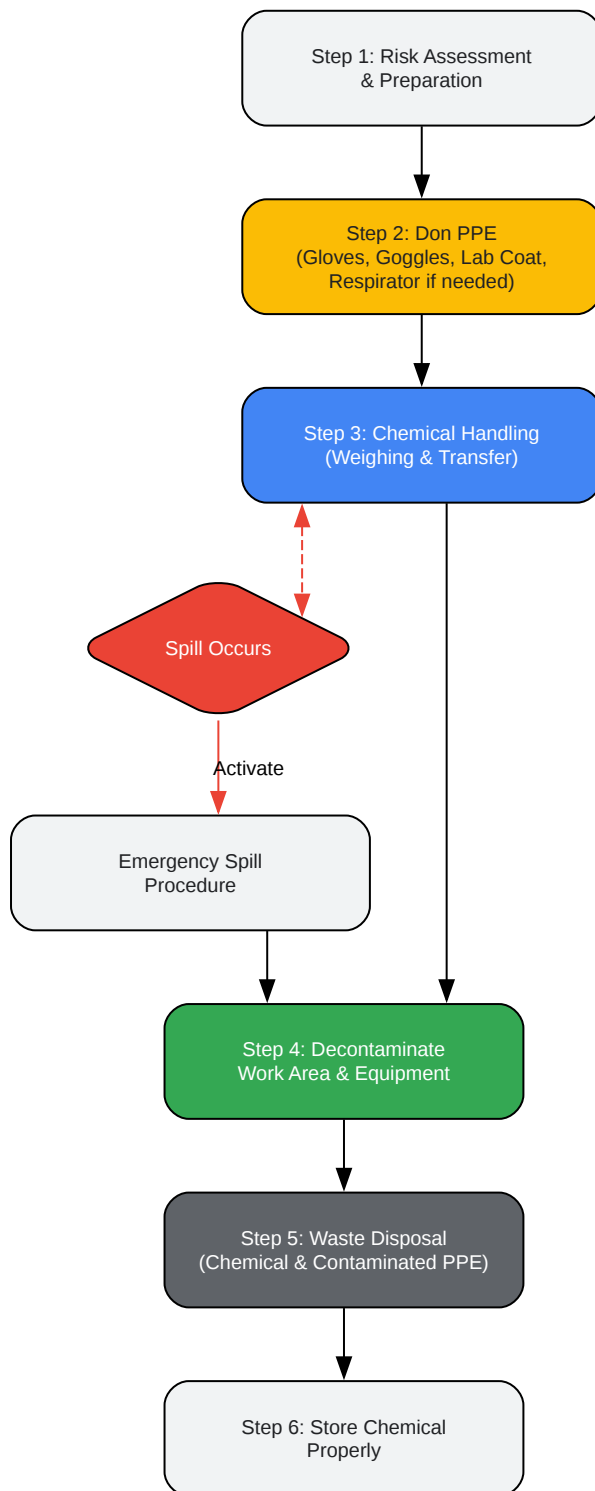 Step 1: Risk Assessment
& Preparation
Step 2: Don PPE
(Gloves, Goggles, Lab Coat,
Respirator if needed)
Step 3: Chemical Handling
(Weighing & Transfer)
Spill Occurs
Activate
Emergency Spill
Procedure
Step 4: Decontaminate
Work Area & Equipment
Step 5: Waste Disposal
(Chemical & Contaminated PPE)
Step 6: Store Chemical
Properly